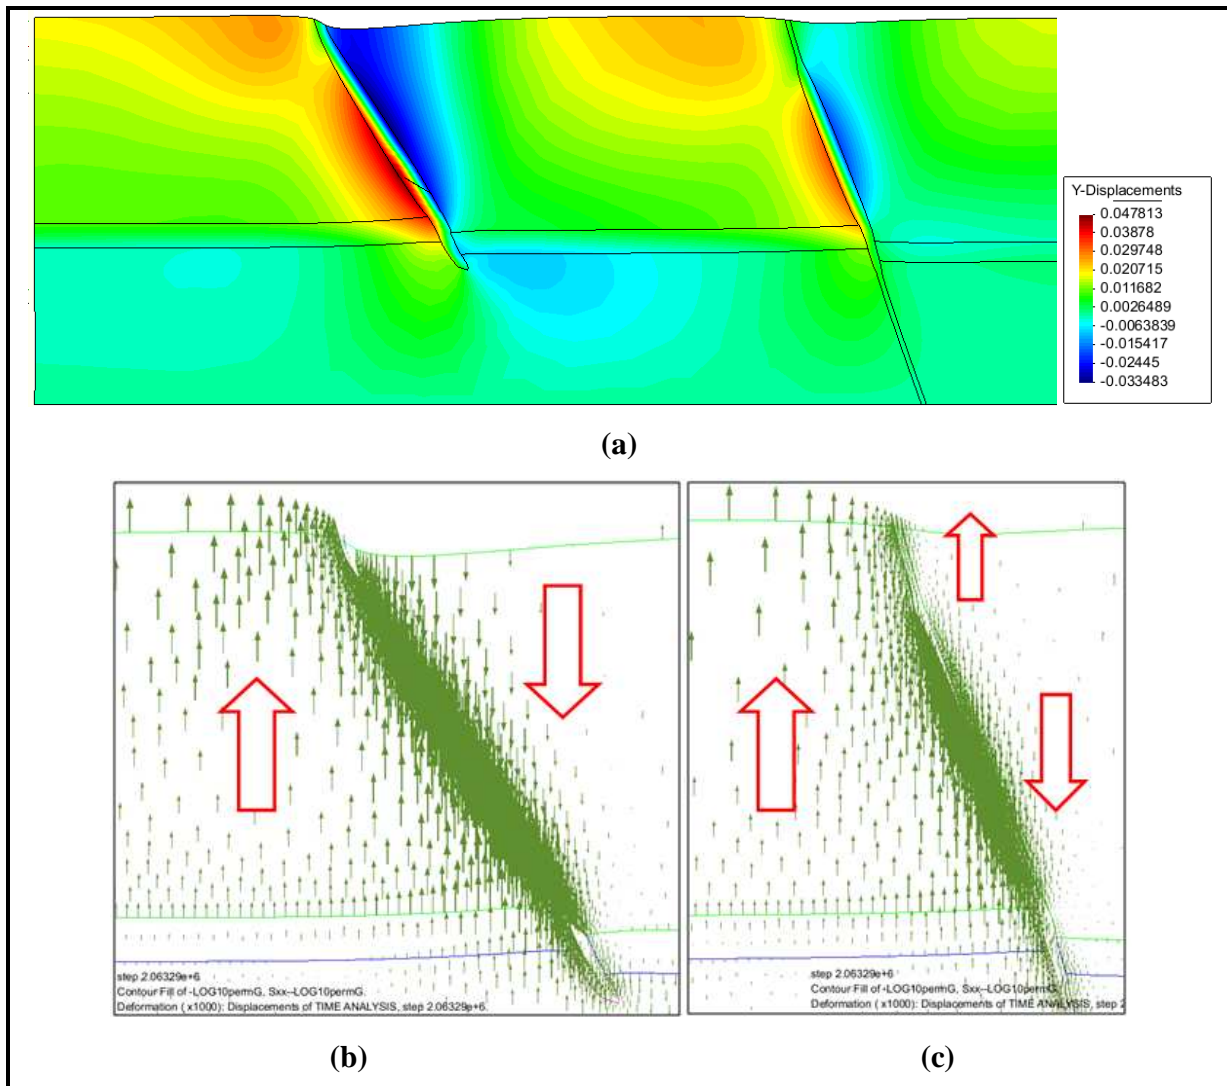 Y-Displacements
0.047813
0.03878
0.029748
0.020715
0.011682
0.0026489
-0.0063839
-0.015417
-0.02445
-0.033483
(a)
step 2.06329e+6
Contour Fill of -LOG10permG, Sxx--LOG10permG.
Deformation ( x1000): Displacements of TIME ANALYSIS, step 2.06329e+6.
step 2.06329e+6
Contour Fill of -LOG10permG, Sxx--LOG10permG.
Deformation ( x1000): Displacements of TIME ANALYSIS, step 2
(b)
(c)